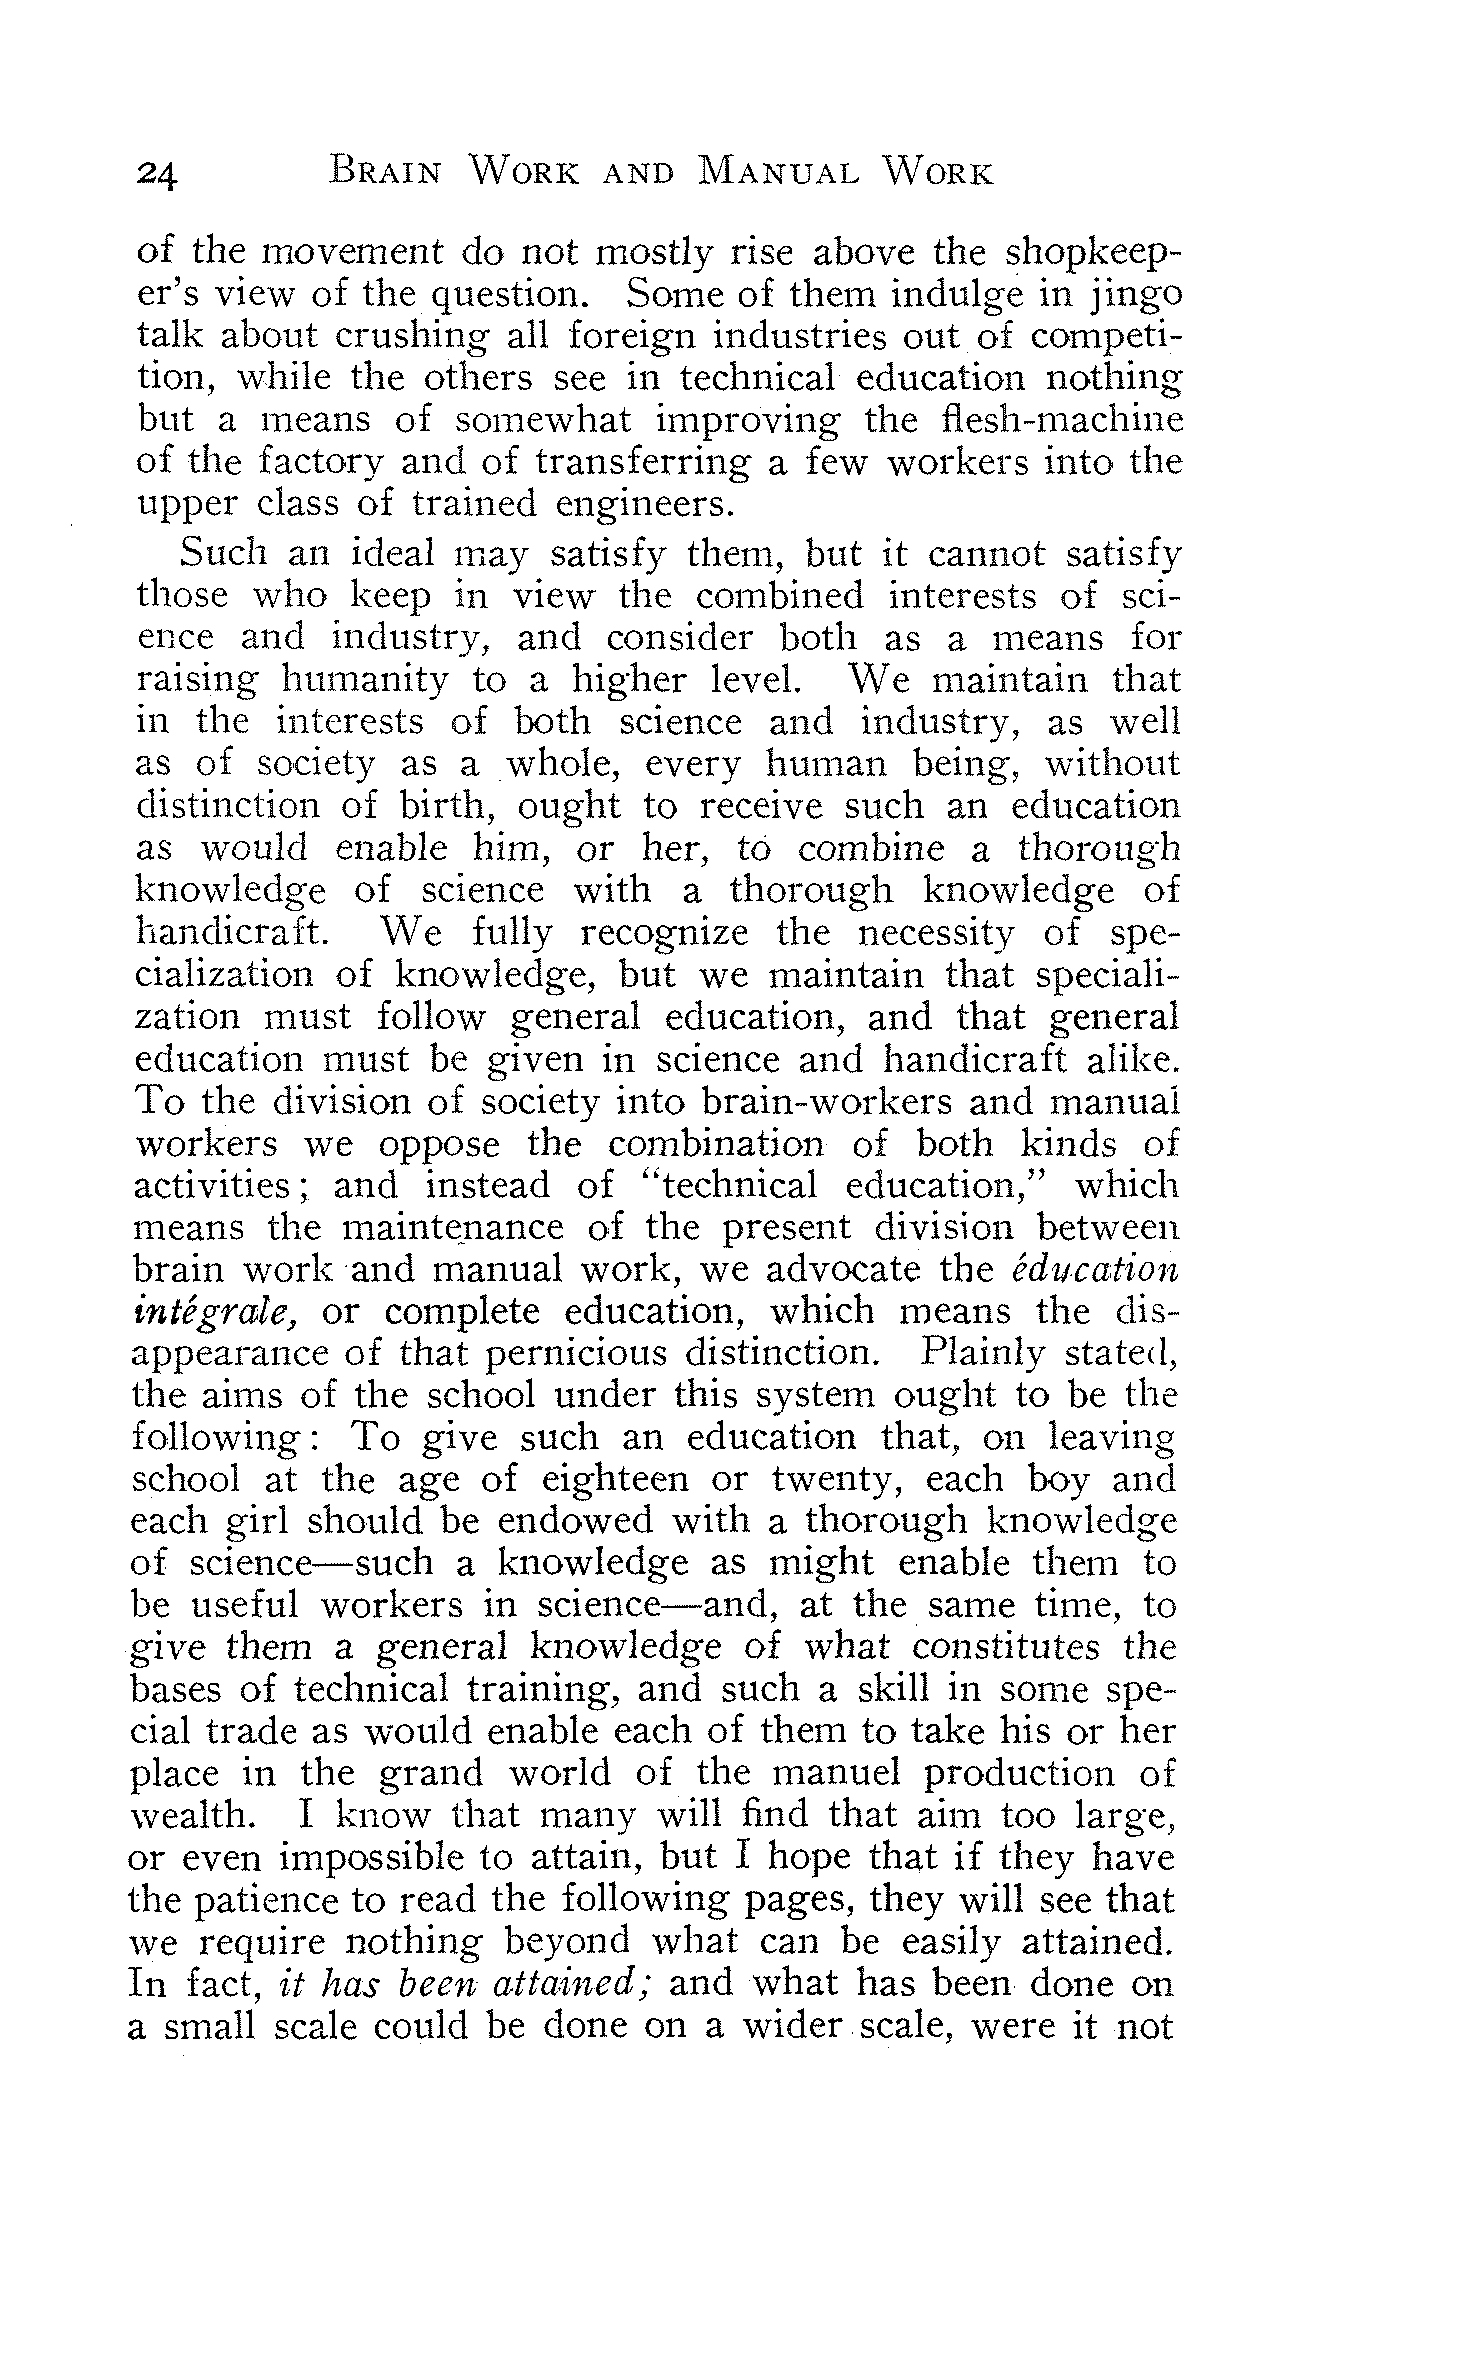 24 BRAIN WORK AND MANUAL WORK
of the movement do not mostly rise above the shopkeep-
er's view of the question. Some of them indulge in jingo
talk about crushing all foreign industries out of competi-
tion, while the others see in technical education nothing
but a means of somewhat improving the flesh-machine
of the factory and of transferring a few workers into the
upper class of trained engineers.
Such an ideal may satisfy them, but it cannot satisfy
those who keep in view the combined interests of sci-
ence and industry, and consider both as a means for
raising humanity to a higher level. We maintain that
in the interests of both science and industry, as well
as of society as a whole, every human being, without
distinction of birth, ought to receive such an education
as would enable him, or her, to combine a thorough
knowledge of science with a thorough knowledge of
handicraft. We fully recognize the necessity of spe-
cialization of knowledge, but we maintain that speciali-
zation must follow general education, and that general
education must be given in science and handicraft alike.
To the division of society into brain-workers and manual
workers we oppose the combination of both kinds of
activities; and instead of "technical education," which
means the maintenance of the present division between
brain work and manual work, we advocate the éducation
intégrale, or complete education, which means the dis-
appearance of that pernicious distinction. Plainly stated,
the aims of the school under this system ought to be the
following: To give such an education that, on leaving
school at the age of eighteen or twenty, each boy and
each girl should be endowed with a thorough knowledge
of science—such a knowledge as might enable them to
be useful workers in science—and, at the same time, to
give them a general knowledge of what constitutes the
bases of technical training, and such a skill in some spe-
cial trade as would enable each of them to take his or her
place in the grand world of the manuel production of
wealth. I know that many will find that aim too large,
or even impossible to attain, but I hope that if they have
the patience to read the following pages, they will see that
we require nothing beyond what can be easily attained.
In fact, it has been attained; and what has been done on
a small scale could be done on a wider scale, were it not